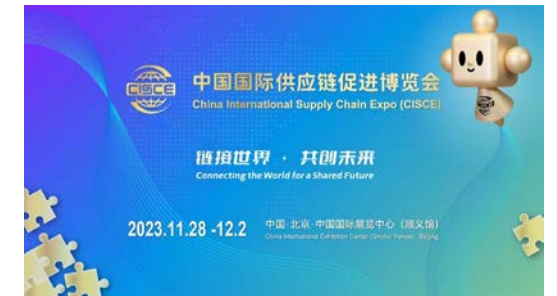 CISCE
中国国际供应链促进博览会
China International Supply Chain Expo (CISCE)
链接世界 · 共创未来
Connecting the World for a Shared Future
2023.11.28 -12.2
中国·北京·中国国际展览中心（顺义馆）
China International Exhibition Center (Shunyi Venue), Beijing